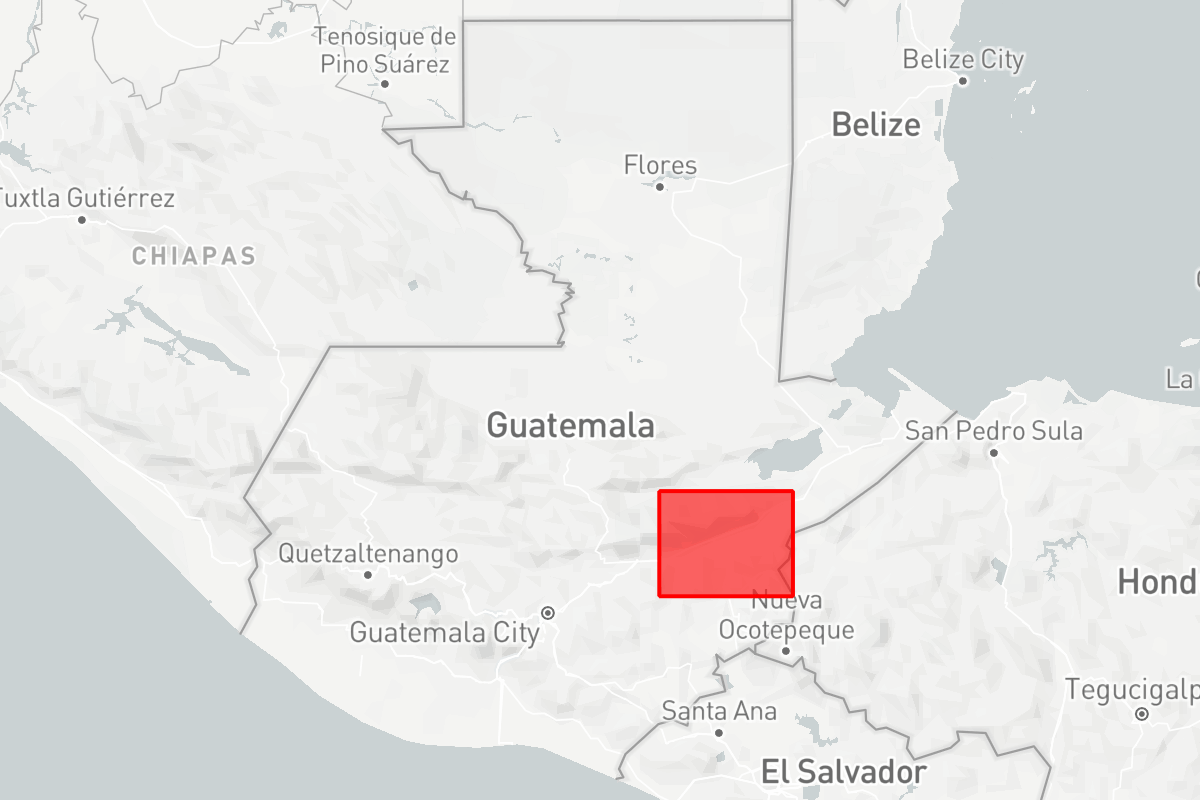 Tenosique de
Pino Suárez
Belize City
Belize
Flores
Tuxtla Gutiérrez
CHIAPAS
La
Guatemala
San Pedro Sula
Quetzaltenango
Hond
Nueva
Ocotepeque
Guatemala City
Tegucigalp
Santa Ana
El Salvador